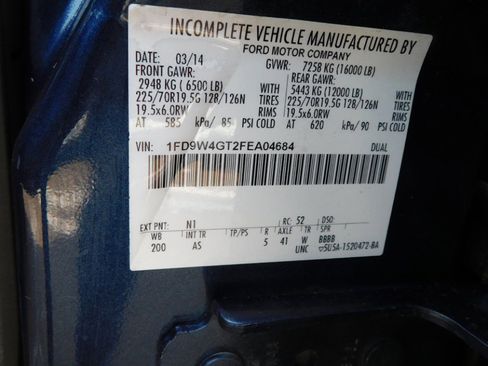 INCOMPLETE VEHICLE MANUFACTURED BY
FORD MOTOR COMPANY
DATE: 03/14 GVWR: 7258 KG (16000 LB)
FRONT GAWR: REAR GAWR:
2948 KG ( 6500 LB) WITH 5443 KG (12000 LB) WITH
225/70R19.5G 128/126N TIRES 225/70R19.5G 128/126N TIRES
19.5x6.0RW RIMS 19.5x6.0RW RIMS
AT 585 kPa/ 85 PSI COLD AT 620 kPa/ 90 PSI COLD
VIN: 1FD9W4GT2FEA04684 DUAL
EXT PNT: N1 RC: 52 DSO:
WB INT TR TP/PS R AXLE TR SPR
200 AS 5 41 W BBBB
UNC 5U5A-1520472-BA